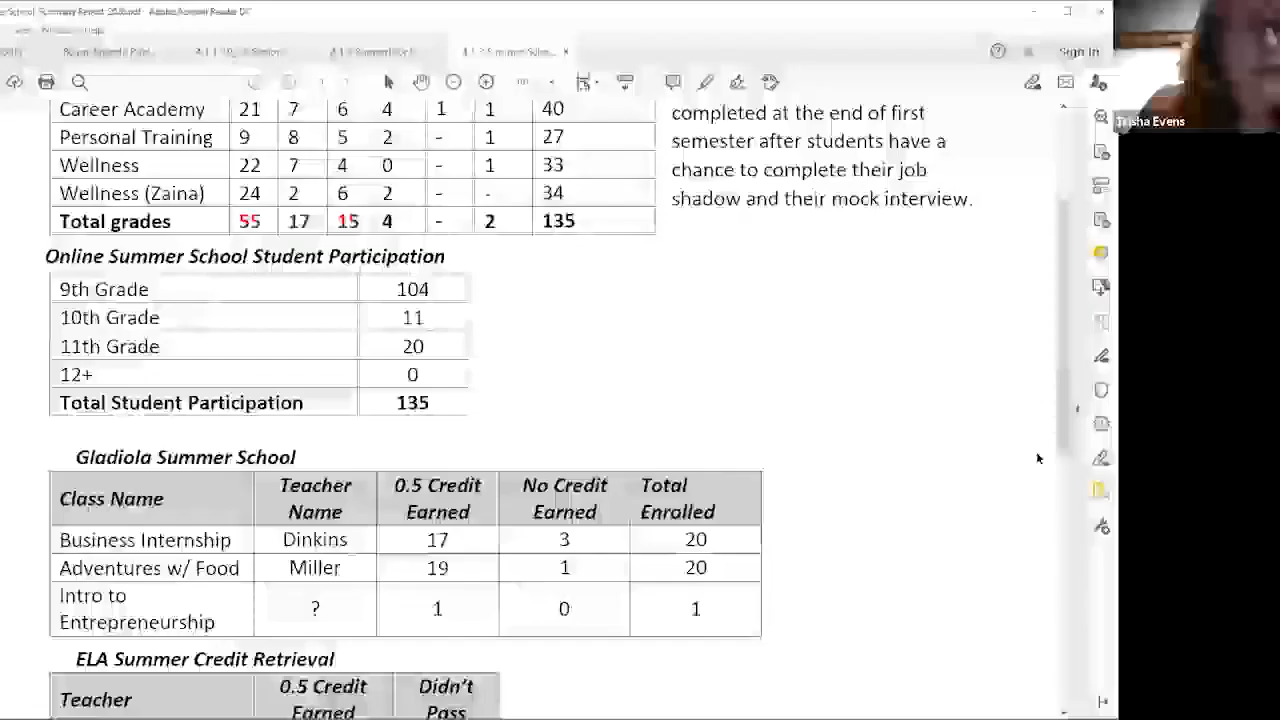 Sign In
Career Academy 21 7 6 4 1 1 40
Personal Training 9 8 5 2 - 1 27
Wellness 22 7 4 0 - 1 33
Wellness (Zaina) 24 2 6 2 - - 34
Total grades 55 17 15 4 - 2 135
completed at the end of first
semester after students have a
chance to complete their job
shadow and their mock interview.
Trisha Evens
Online Summer School Student Participation
9th Grade 104
10th Grade 11
11th Grade 20
12+ 0
Total Student Participation 135
Gladiola Summer School
Class Name Teacher Name 0.5 Credit Earned No Credit Earned Total Enrolled
Business Internship Dinkins 17 3 20
Adventures w/ Food Miller 19 1 20
Intro to
Entrepreneurship ? 1 0 1
ELA Summer Credit Retrieval
Teacher 0.5 Credit Earned Didn't Pass